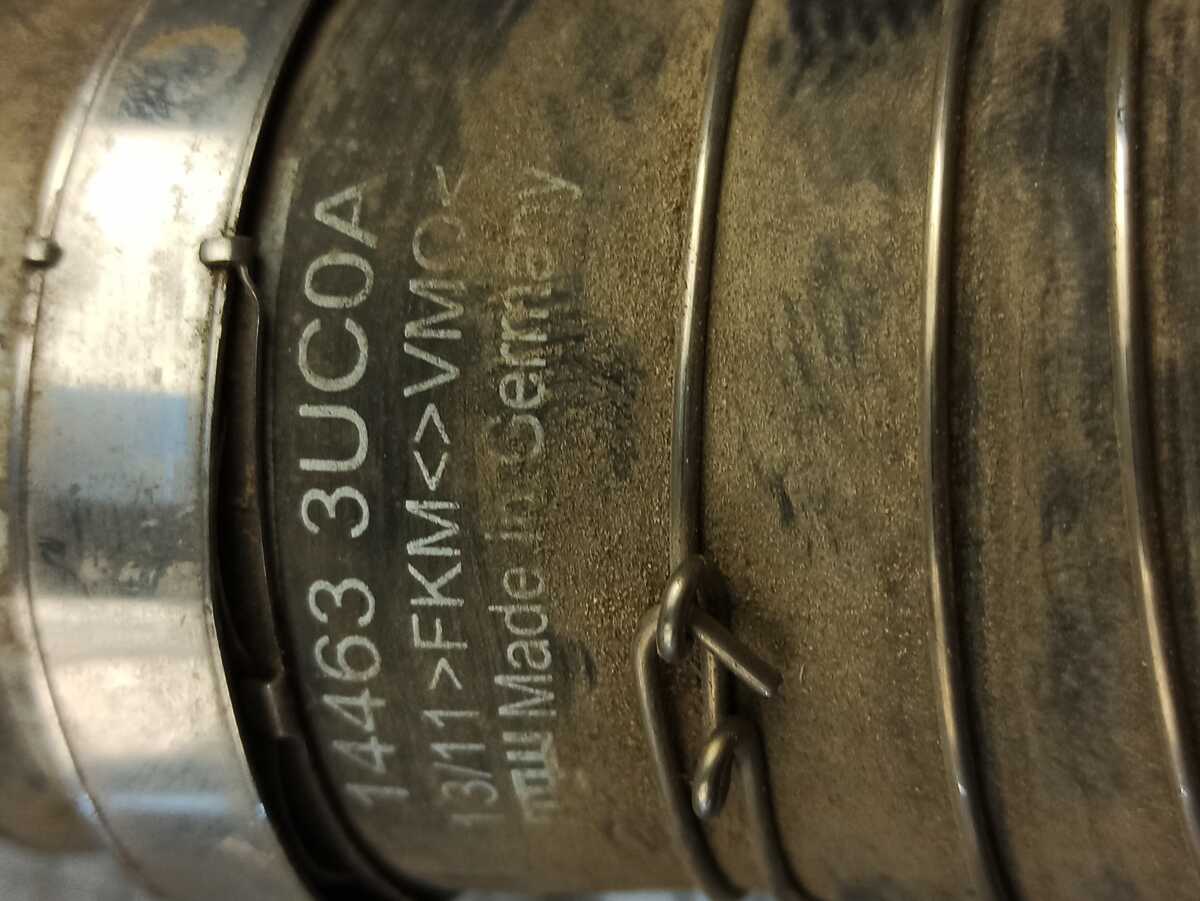 14463 3UC0A
13/11 >FKM<>VMQ<
Made in Germany